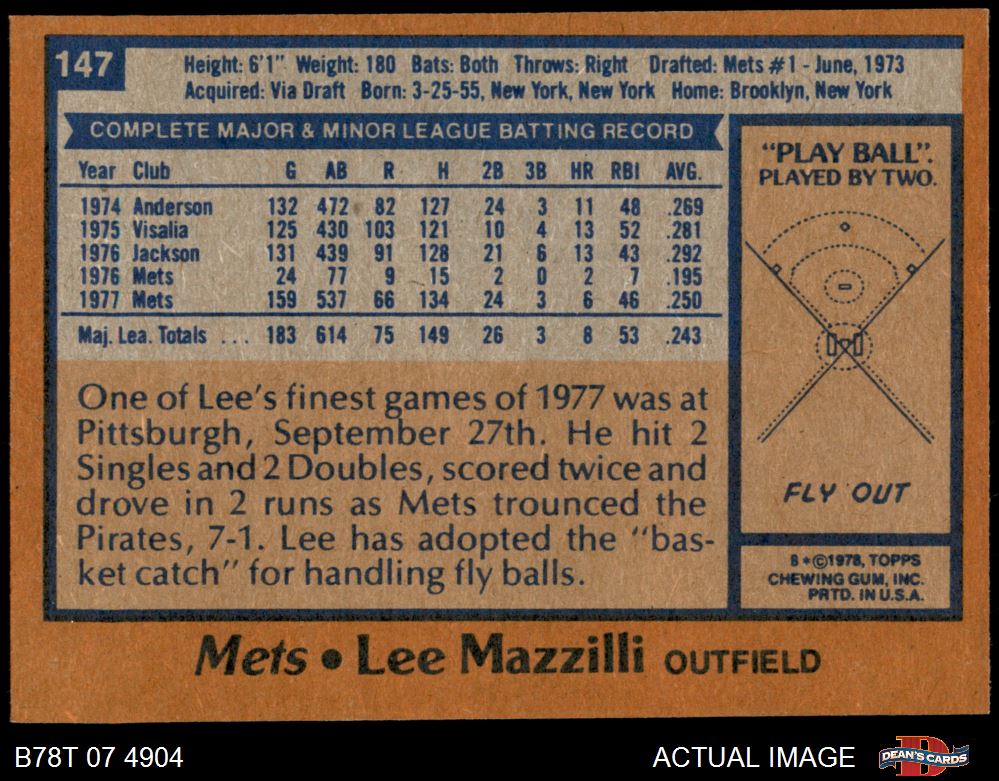 147
Height: 6'1" Weight: 180 Bats: Both Throws: Right Drafted: Mets #1 - June, 1973
Acquired: Via Draft Born: 3-25-55, New York, New York Home: Brooklyn, New York
COMPLETE MAJOR & MINOR LEAGUE BATTING RECORD
Year Club G AB R H 2B 3B HR RBI AVG.
1974 Anderson 132 472 82 127 24 3 11 48 .269
1975 Visalia 125 430 103 121 10 4 13 52 .281
1976 Jackson 131 439 91 128 21 6 13 43 .292
1976 Mets 24 77 9 15 2 0 2 7 .195
1977 Mets 159 537 66 134 24 3 6 46 .250
Maj. Lea. Totals ... 183 614 75 149 26 3 8 53 .243
One of Lee's finest games of 1977 was at
Pittsburgh, September 27th. He hit 2
Singles and 2 Doubles, scored twice and
drove in 2 runs as Mets trounced the
Pirates, 7-1. Lee has adopted the "bas-
ket catch" for handling fly balls.
"PLAY BALL".
PLAYED BY TWO.
FLY OUT
B*©1978, TOPPS
CHEWING GUM, INC.
PRTD. IN U.S.A.
Mets • Lee Mazzilli OUTFIELD
B78T 07 4904
ACTUAL IMAGE
DEAN'S CARDS